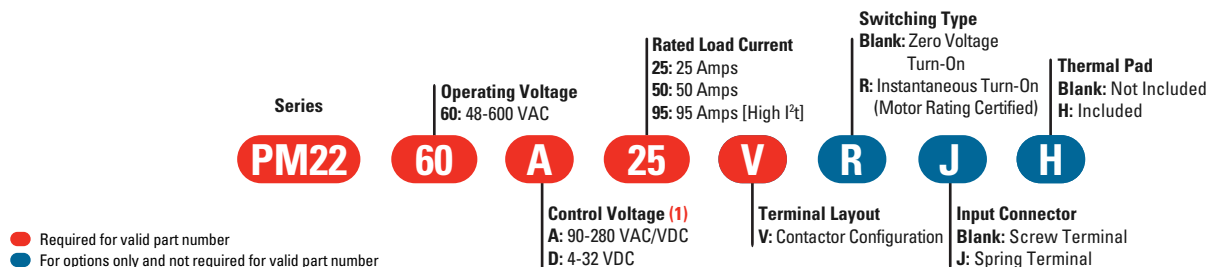 Switching Type
Blank: Zero Voltage
Turn-On
R: Instantaneous Turn-On
(Motor Rating Certified)
Rated Load Current
25: 25 Amps
50: 50 Amps
95: 95 Amps [High I²t]
Thermal Pad
Blank: Not Included
H: Included
Operating Voltage
60: 48-600 VAC
Series
PM22 60 A 25 V R J H
Control Voltage (1)
A: 90-280 VAC/VDC
D: 4-32 VDC
Terminal Layout
V: Contactor Configuration
Input Connector
Blank: Screw Terminal
J: Spring Terminal
Required for valid part number
For options only and not required for valid part number